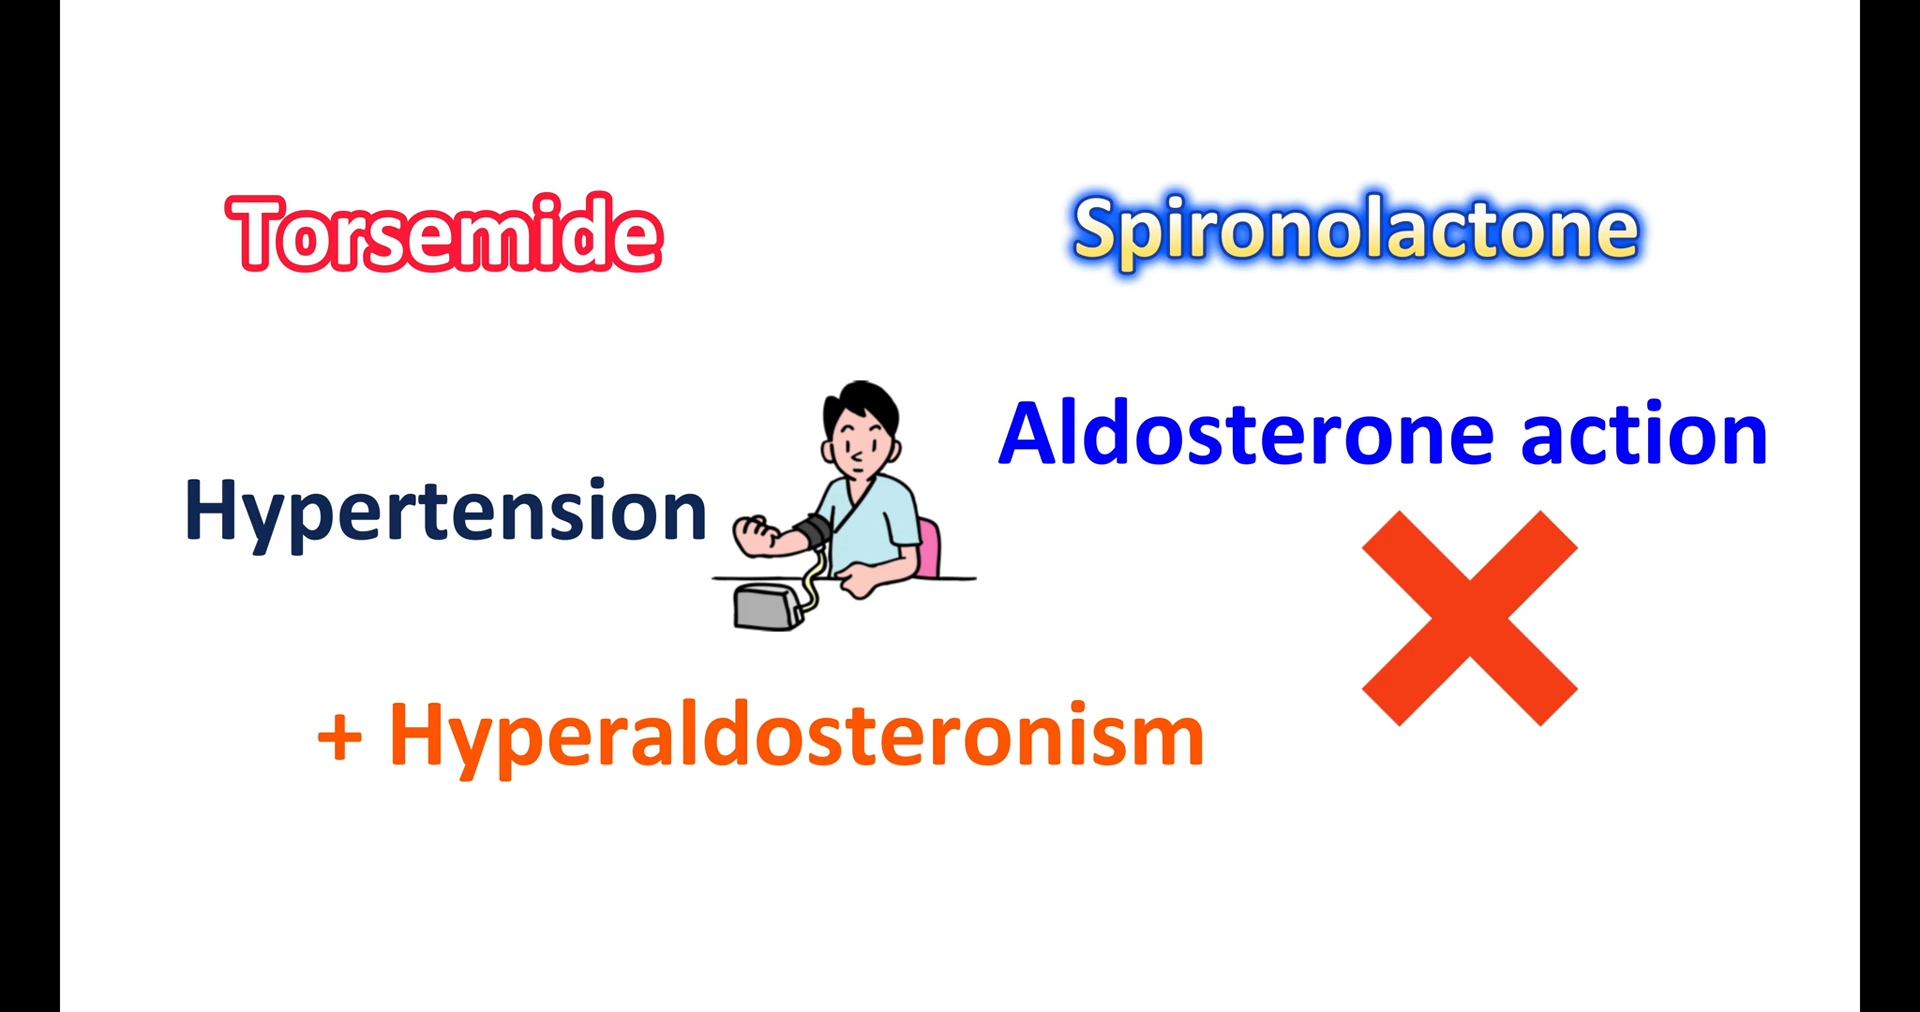 Torsemide
Spironolactone
Aldosterone action
Hypertension
+ Hyperaldosteronism